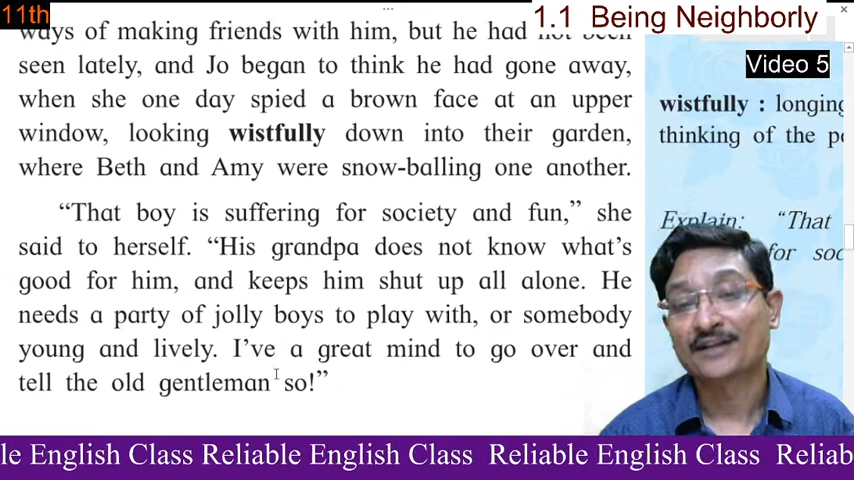 11th
1.1 Being Neighborly
Video 5
ways of making friends with him, but he had not been
seen lately, and Jo began to think he had gone away,
when she one day spied a brown face at an upper
window, looking wistfully down into their garden,
where Beth and Amy were snow-balling one another.
“That boy is suffering for society and fun,” she
said to herself. “His grandpa does not know what’s
good for him, and keeps him shut up all alone. He
needs a party of jolly boys to play with, or somebody
young and lively. I’ve a great mind to go over and
tell the old gentleman so!”
wistfully : longing
thinking of the
Explain: “That
for soc
le English Class Reliable English Class Reliable English Class Reliab